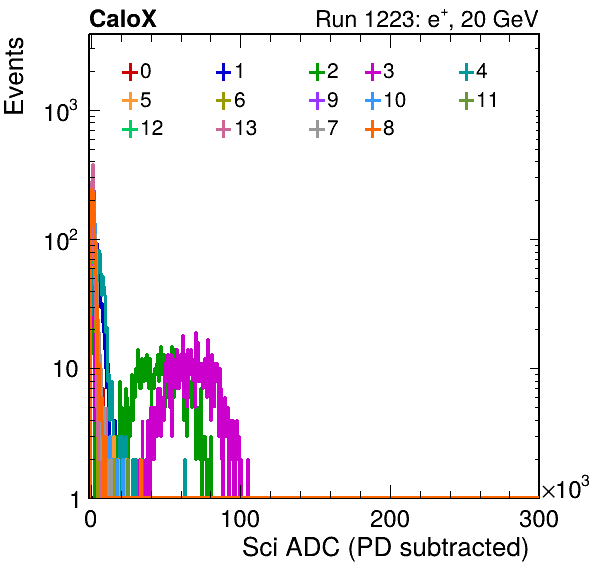 CaloX Run 1223: e⁺, 20 GeV
Events
0 1 2 3 4
5 6 9 10 11
12 13 7 8
10³
10²
10
1
0 100 200 300
×10³
Sci ADC (PD subtracted)